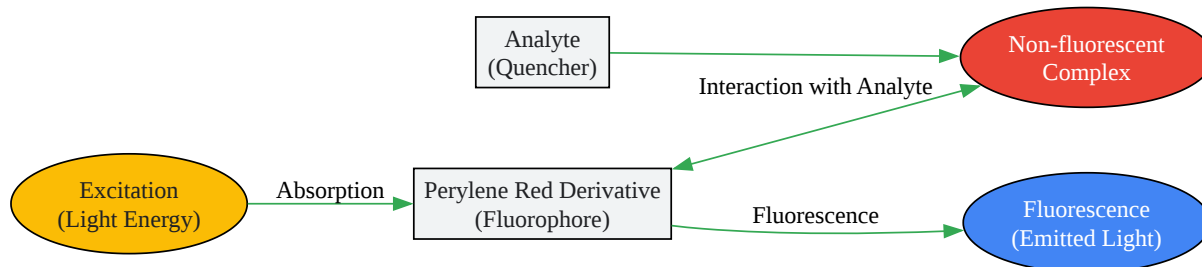 Analyte
(Quencher)
Non-fluorescent
Complex
Interaction with Analyte
Excitation
(Light Energy)
Absorption
Perylene Red Derivative
(Fluorophore)
Fluorescence
Fluorescence
(Emitted Light)